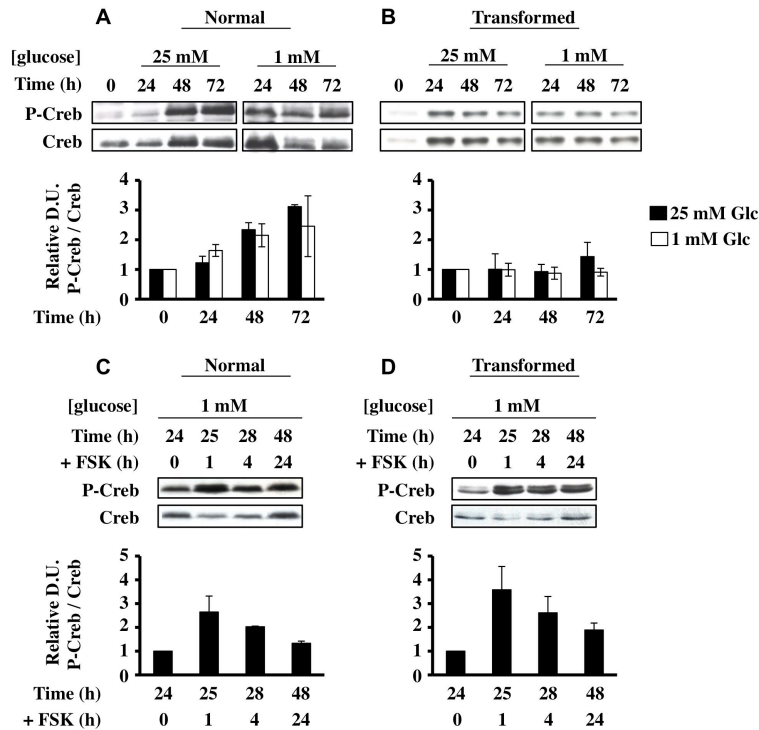 A Normal
[glucose] 25 mM 1 mM
Time (h) 0 24 48 72 24 48 72
P-Creb
Creb
Relative D.U.
P-Creb / Creb
4
3
2
1
0
Time (h) 0 24 48 72
B Transformed
25 mM 1 mM
0 24 48 72 24 48 72
4
3
2
1
0
0 24 48 72
25 mM Glc
1 mM Glc
C Normal
[glucose] 1 mM
Time (h) 24 25 28 48
+ FSK (h) 0 1 4 24
P-Creb
Creb
Relative D.U.
P-Creb / Creb
5
4
3
2
1
0
Time (h) 24 25 28 48
+ FSK (h) 0 1 4 24
D Transformed
[glucose] 1 mM
Time (h) 24 25 28 48
+ FSK (h) 0 1 4 24
P-Creb
Creb
5
4
3
2
1
0
24 25 28 48
0 1 4 24